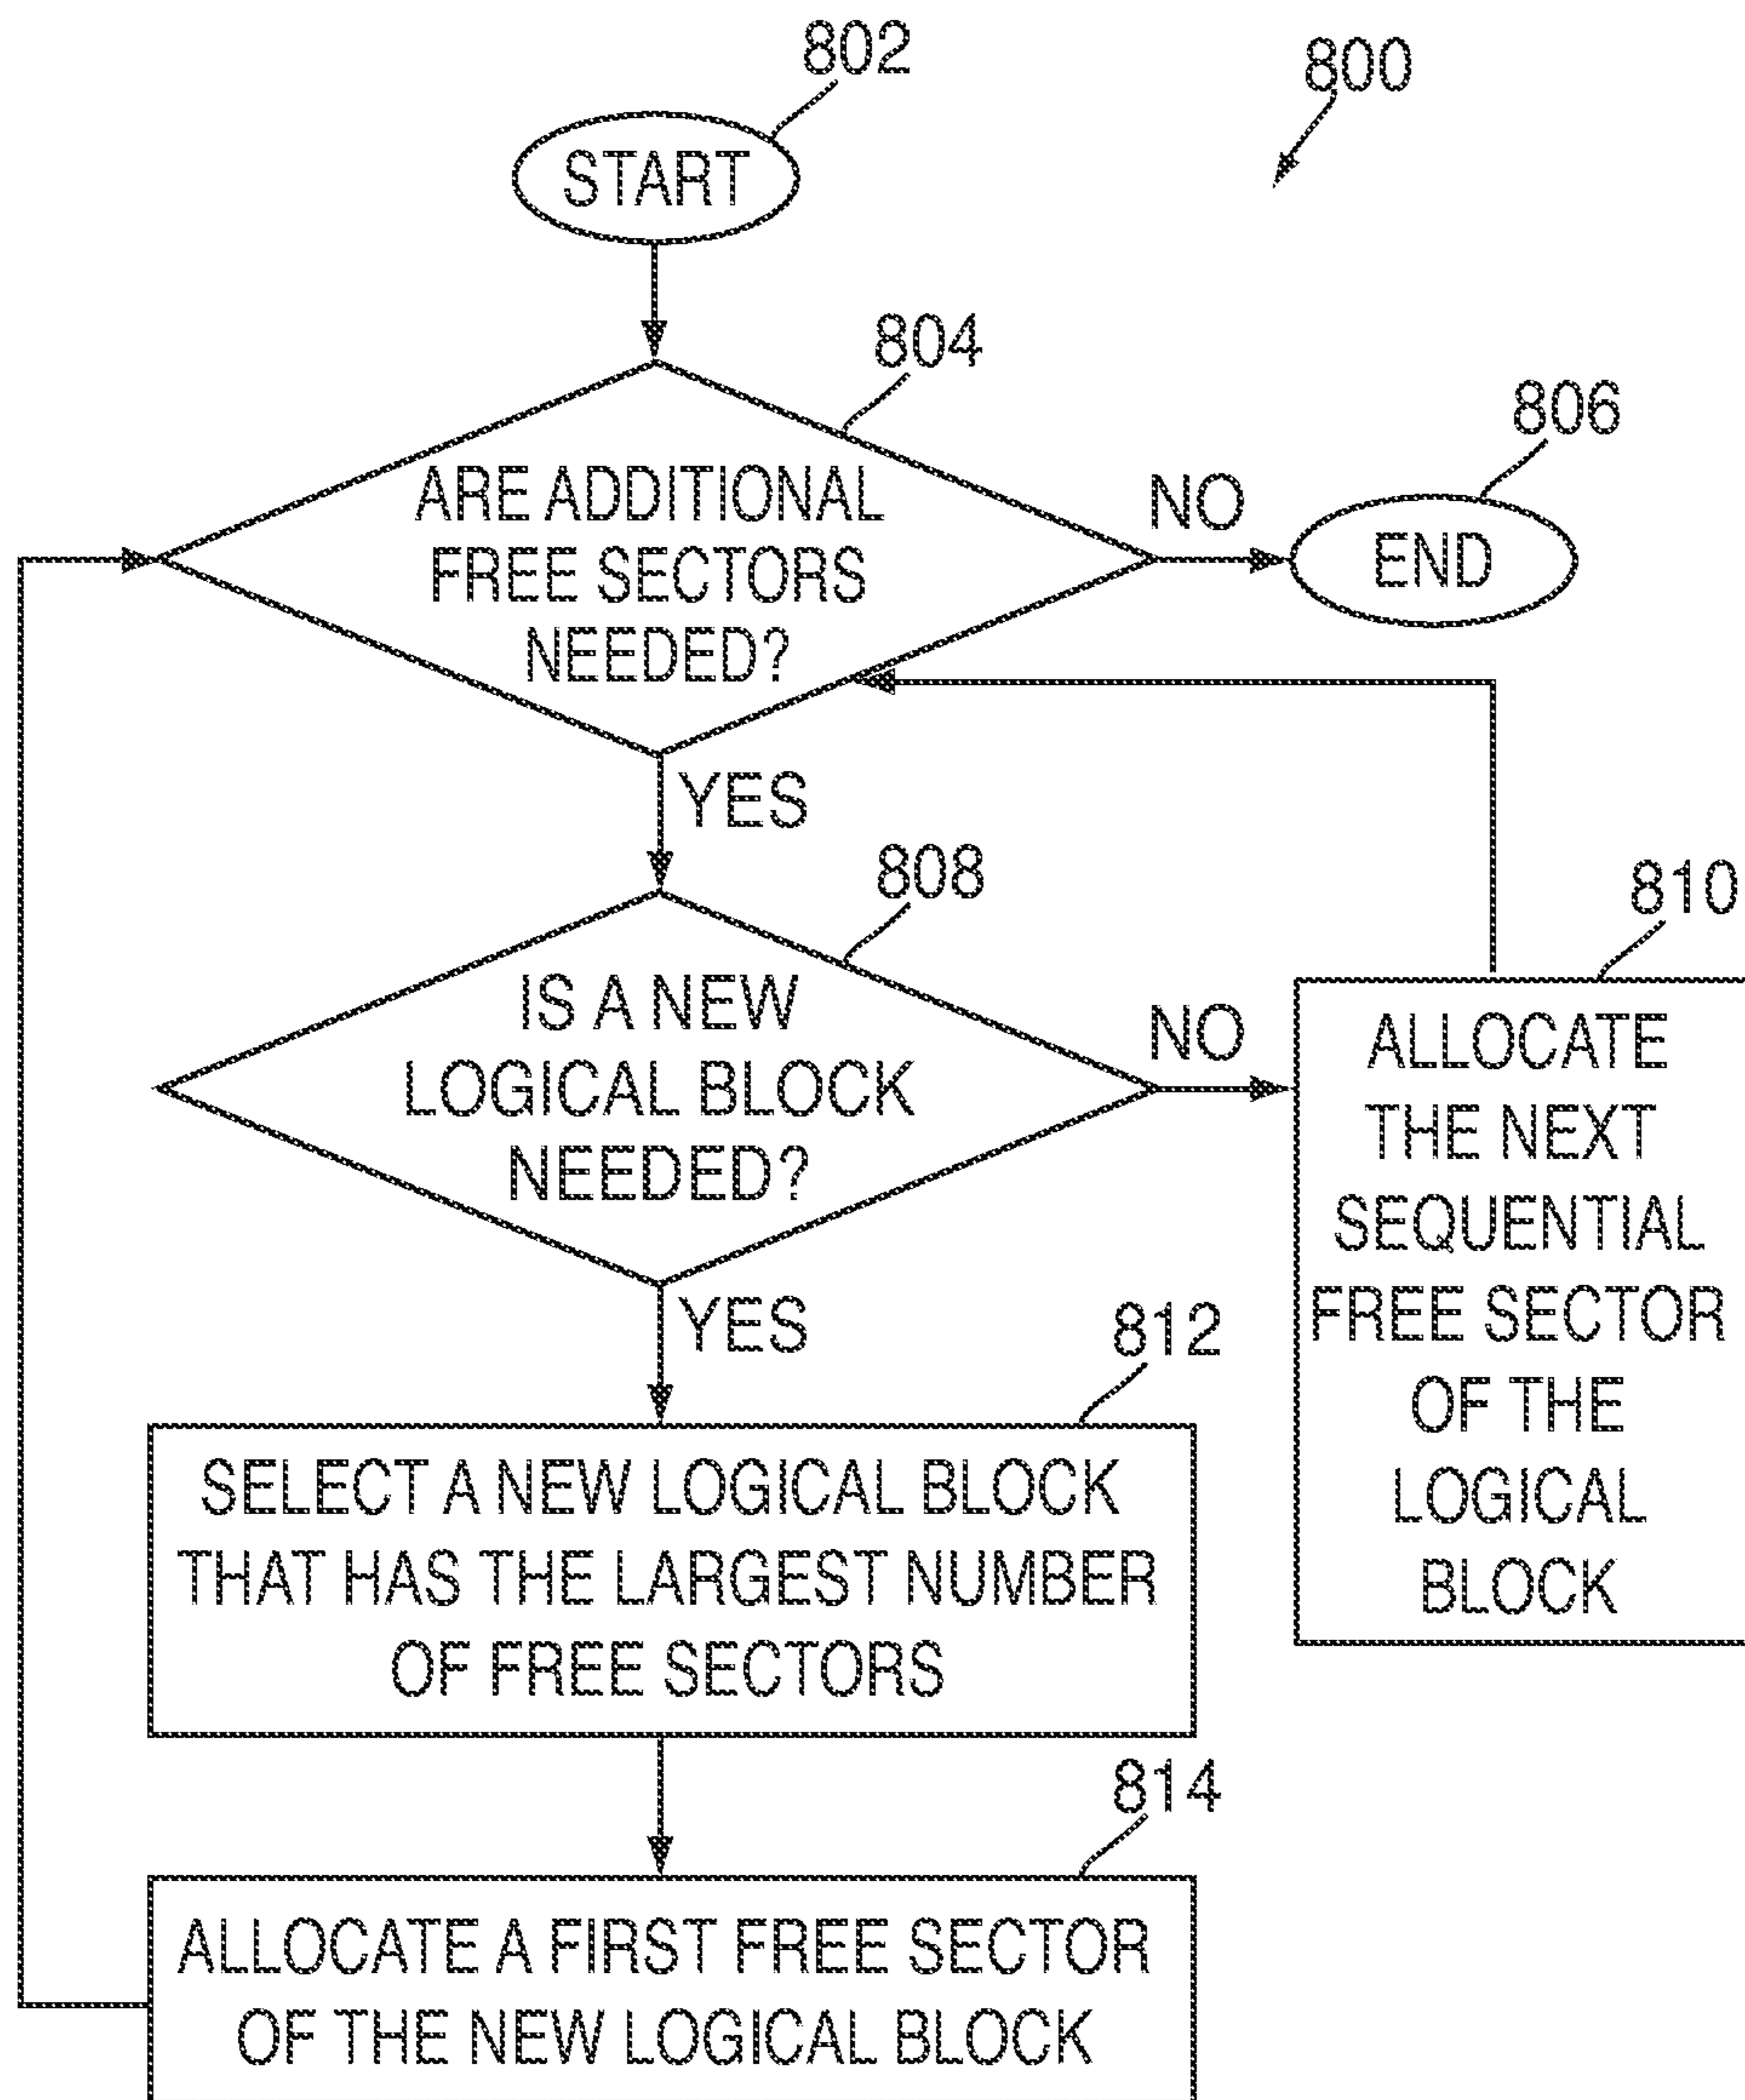 802
800
START
804
806
ARE ADDITIONAL
FREE SECTORS
NEEDED?
NO
END
YES
808
810
IS A NEW
LOGICAL BLOCK
NEEDED?
NO
ALLOCATE
THE NEXT
SEQUENTIAL
FREE SECTOR
OF THE
LOGICAL
BLOCK
YES
812
SELECT A NEW LOGICAL BLOCK
THAT HAS THE LARGEST NUMBER
OF FREE SECTORS
814
ALLOCATE A FIRST FREE SECTOR
OF THE NEW LOGICAL BLOCK